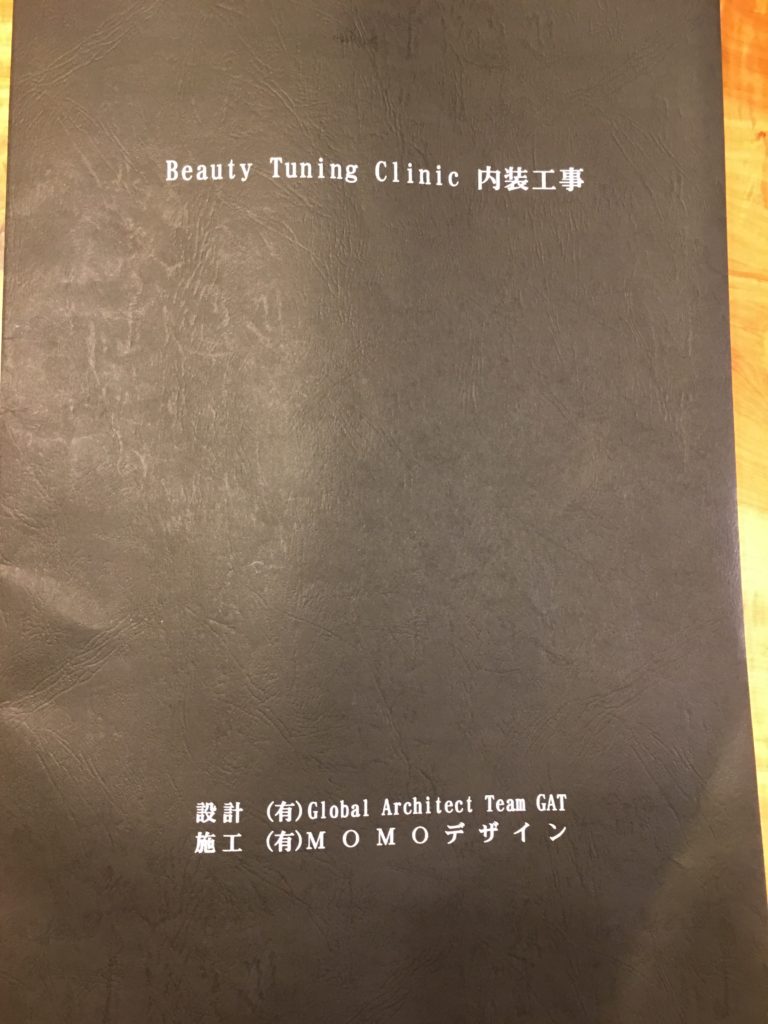 Beauty Tuning Clinic 内装工事
設計 (有)Global Architect Team GAT
施工 (有)ＭＯＭＯデザイン